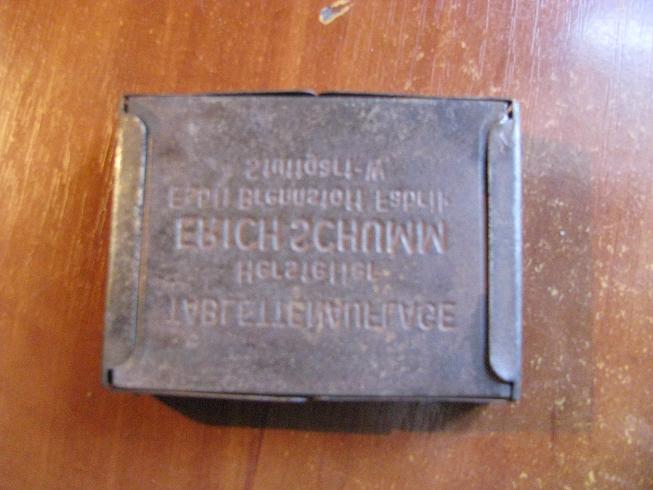 TABLETTENAUFLAGE
Hersteller
ERICH SCHUMM
Esbit Brennstoff Fabrik
Stuttgart-W.